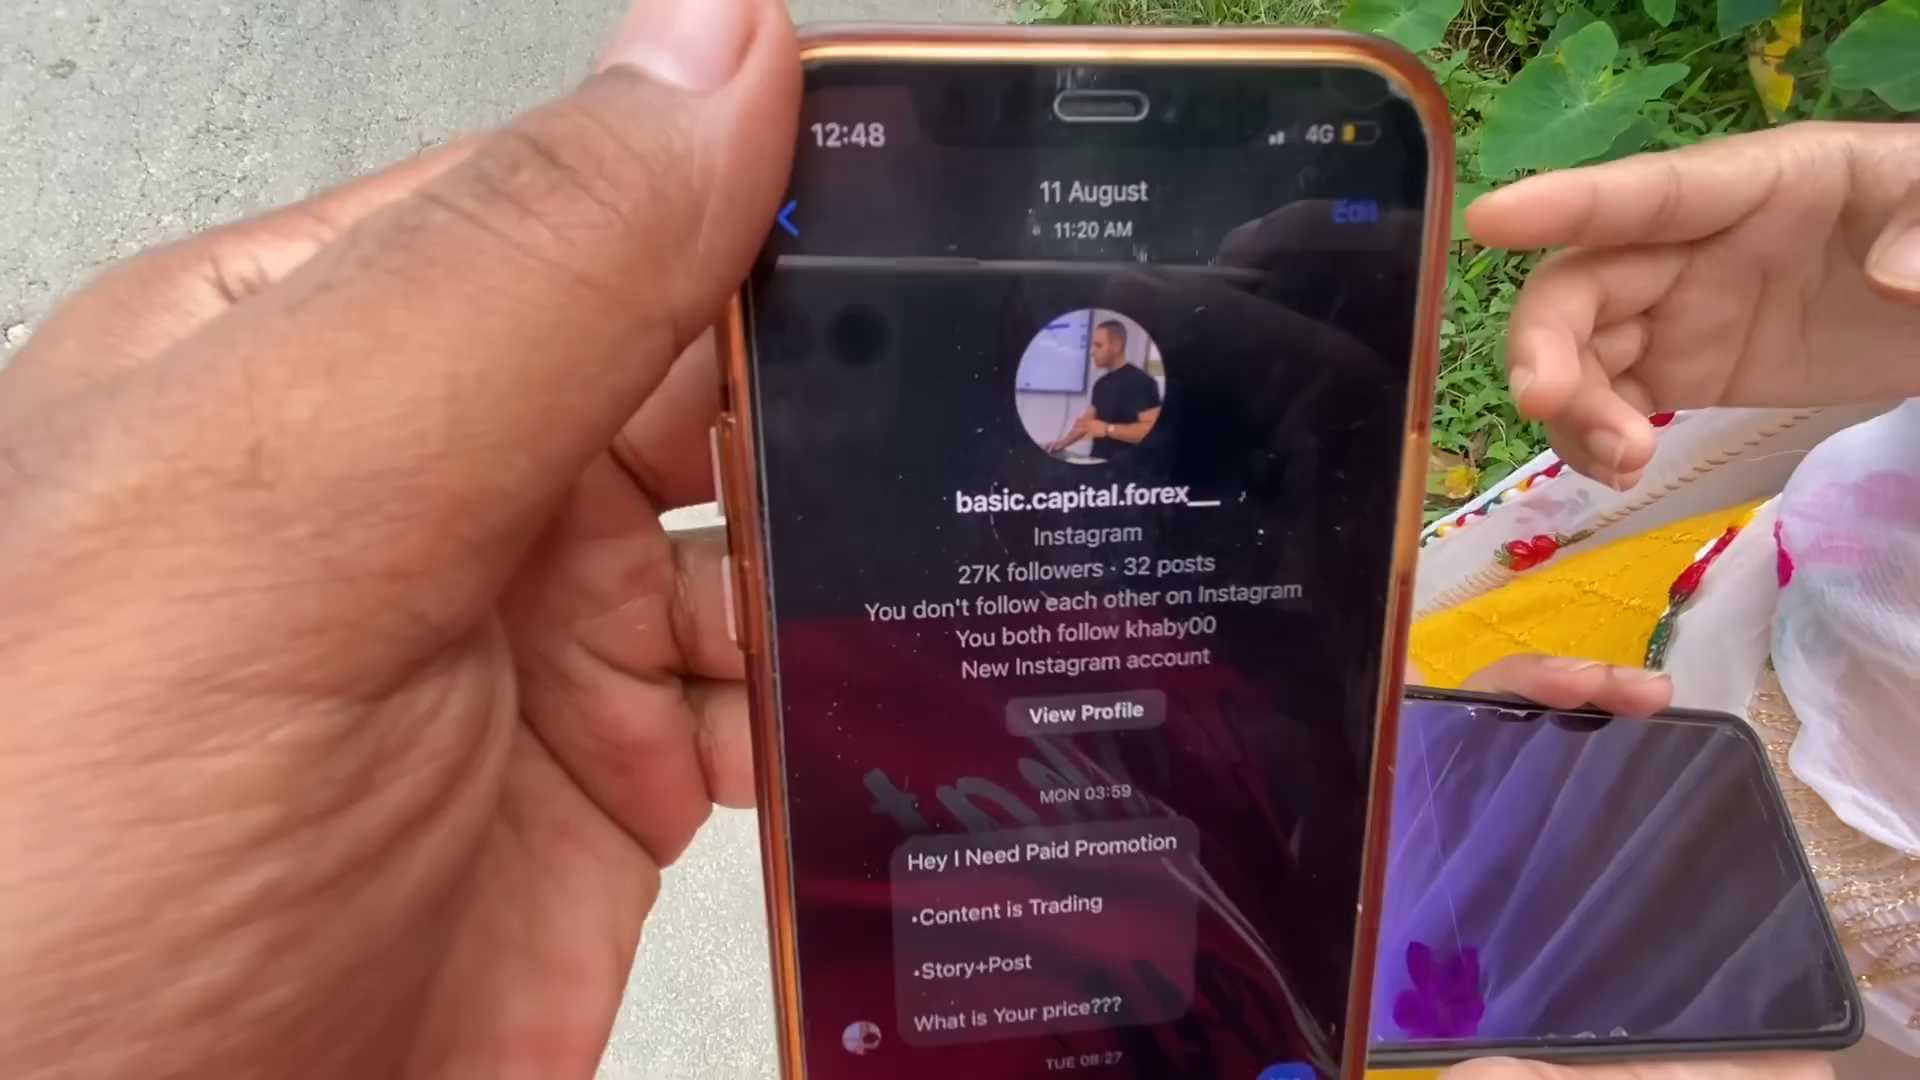 12:48
4G
11 August
11:20 AM
Edit
basic.capital.forex__
Instagram
27K followers · 32 posts
You don't follow each other on Instagram
You both follow khaby00
New Instagram account
View Profile
MON 03:59
Hey I Need Paid Promotion
•Content is Trading
•Story+Post
What is Your price???
TUE 08:27